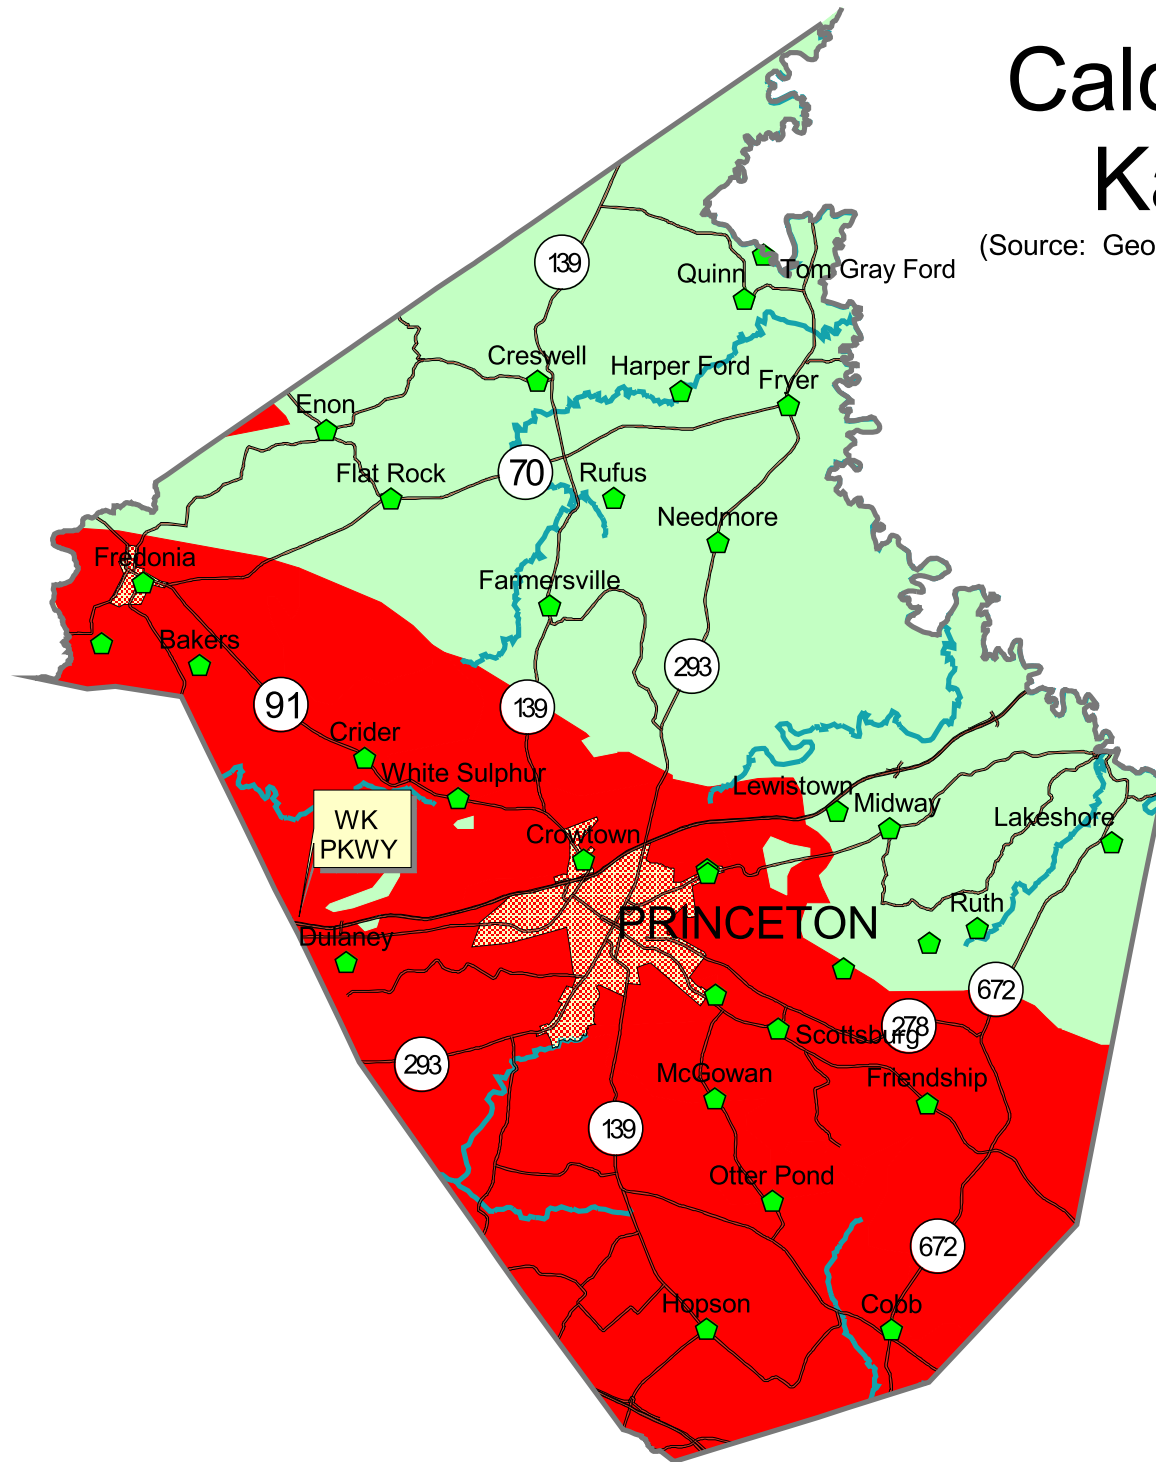 Calc
Ka
(Source: Geo
139
Quinn
Tom Gray Ford
Creswell
Harper Ford
Fryer
Enon
Flat Rock
70
Rufus
Needmore
Fredonia
Farmersville
Bakers
293
91
139
Crider
White Sulphur
Lewistown
Midway
Lakeshore
WK
PKWY
Crowtown
Ruth
PRINCETON
Dulaney
672
278
Scottsburg
293
McGowan
Friendship
139
Otter Pond
672
Hopson
Cobb